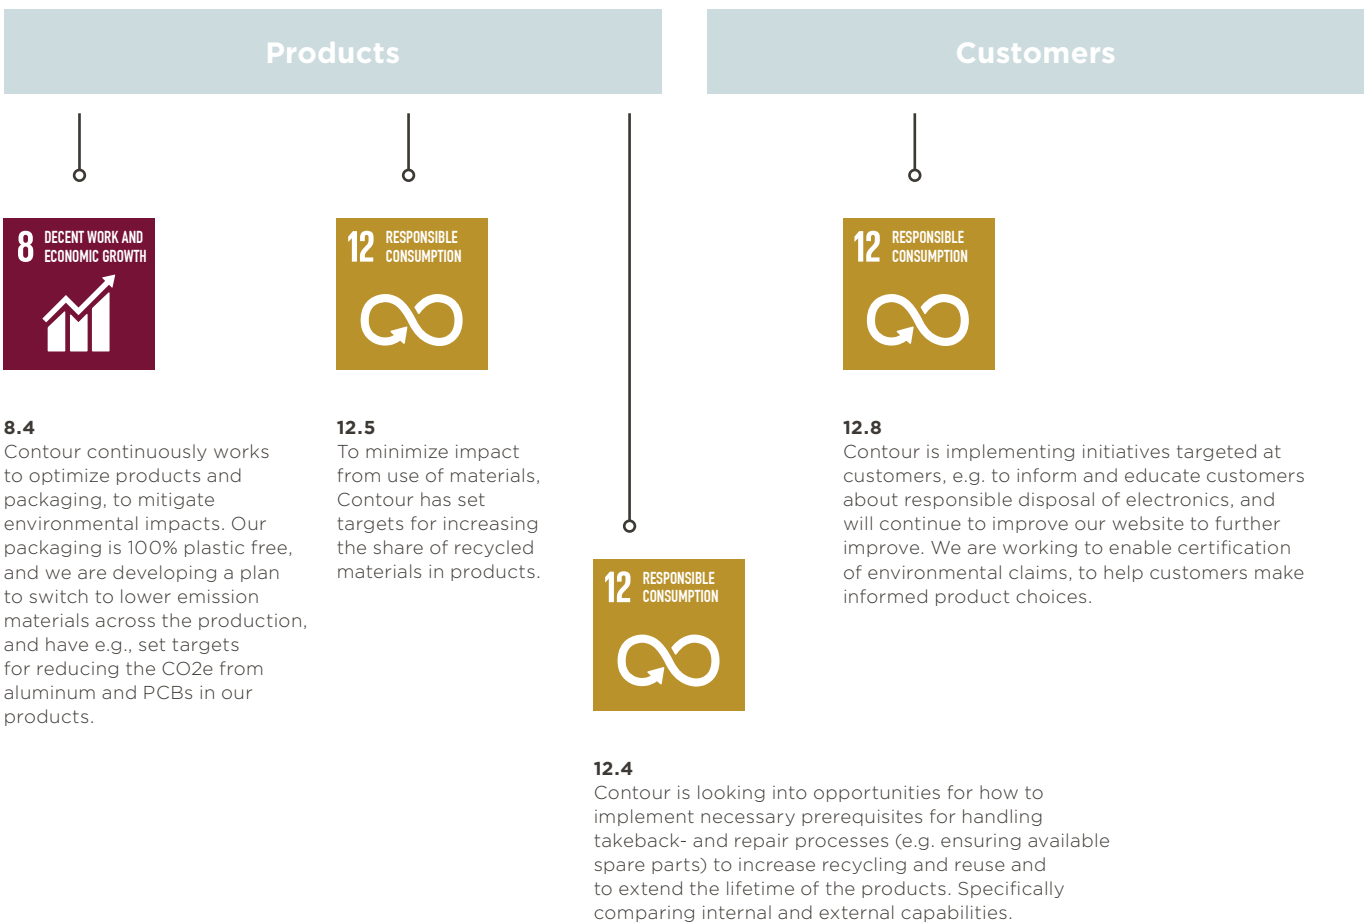 Products
Customers
8 DECENT WORK AND
ECONOMIC GROWTH
12 RESPONSIBLE
CONSUMPTION
12 RESPONSIBLE
CONSUMPTION
8.4
Contour continuously works
to optimize products and
packaging, to mitigate
environmental impacts. Our
packaging is 100% plastic free,
and we are developing a plan
to switch to lower emission
materials across the production,
and have e.g., set targets
for reducing the CO2e from
aluminum and PCBs in our
products.
12.5
To minimize impact
from use of materials,
Contour has set
targets for increasing
the share of recycled
materials in products.
12 RESPONSIBLE
CONSUMPTION
12.4
Contour is looking into opportunities for how to
implement necessary prerequisites for handling
takeback- and repair processes (e.g. ensuring available
spare parts) to increase recycling and reuse and
to extend the lifetime of the products. Specifically
comparing internal and external capabilities.
12.8
Contour is implementing initiatives targeted at
customers, e.g. to inform and educate customers
about responsible disposal of electronics, and
will continue to improve our website to further
improve. We are working to enable certification
of environmental claims, to help customers make
informed product choices.